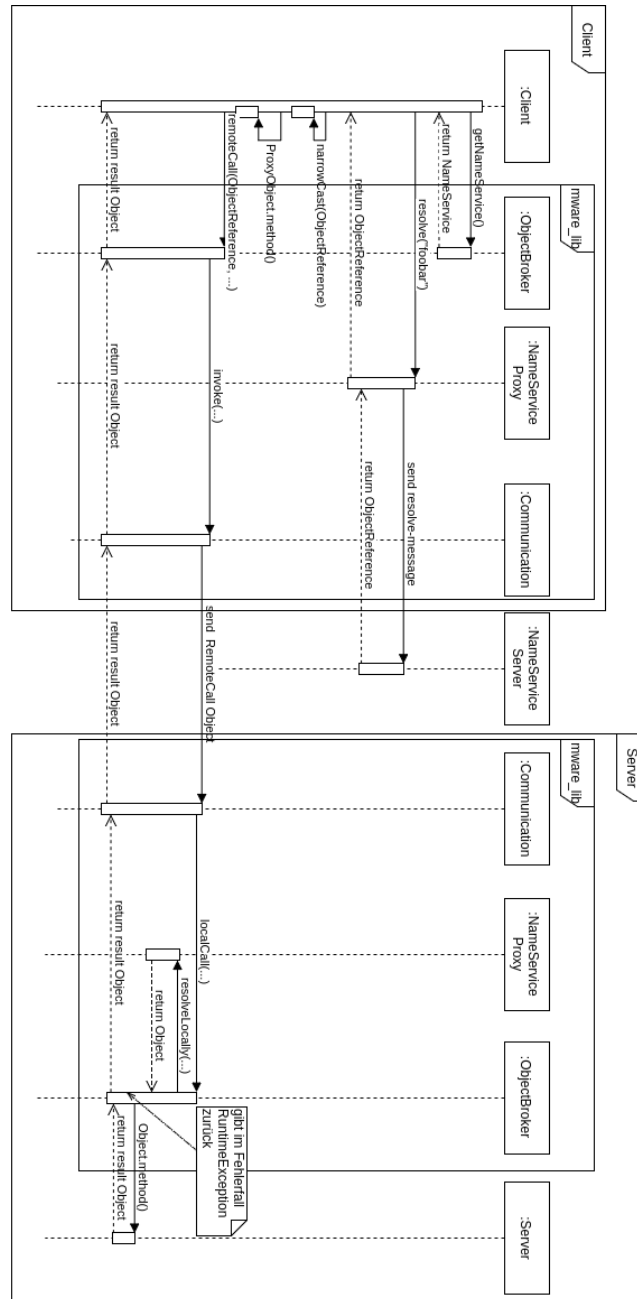 Client
:Client
mware_lib
:ObjectBroker
:NameService
Proxy
:Communication
:NameService
Server
Server
mware_lib
:Communication
:NameService
Proxy
:ObjectBroker
:Server
getNameService()
return NameService
resolve("foobar")
send resolve-message
return ObjectReference
return ObjectReference
narrowCast(ObjectReference)
ProxyObject.method()
remoteCall(ObjectReference, ...)
invoke(...)
send RemoteCall Object
localCall(...)
resolveLocally(...)
return Object
gibt im Fehlerfall
RuntimeException
zurück
Object.method()
return result Object
return result Object
return result Object
return result Object
return result Object